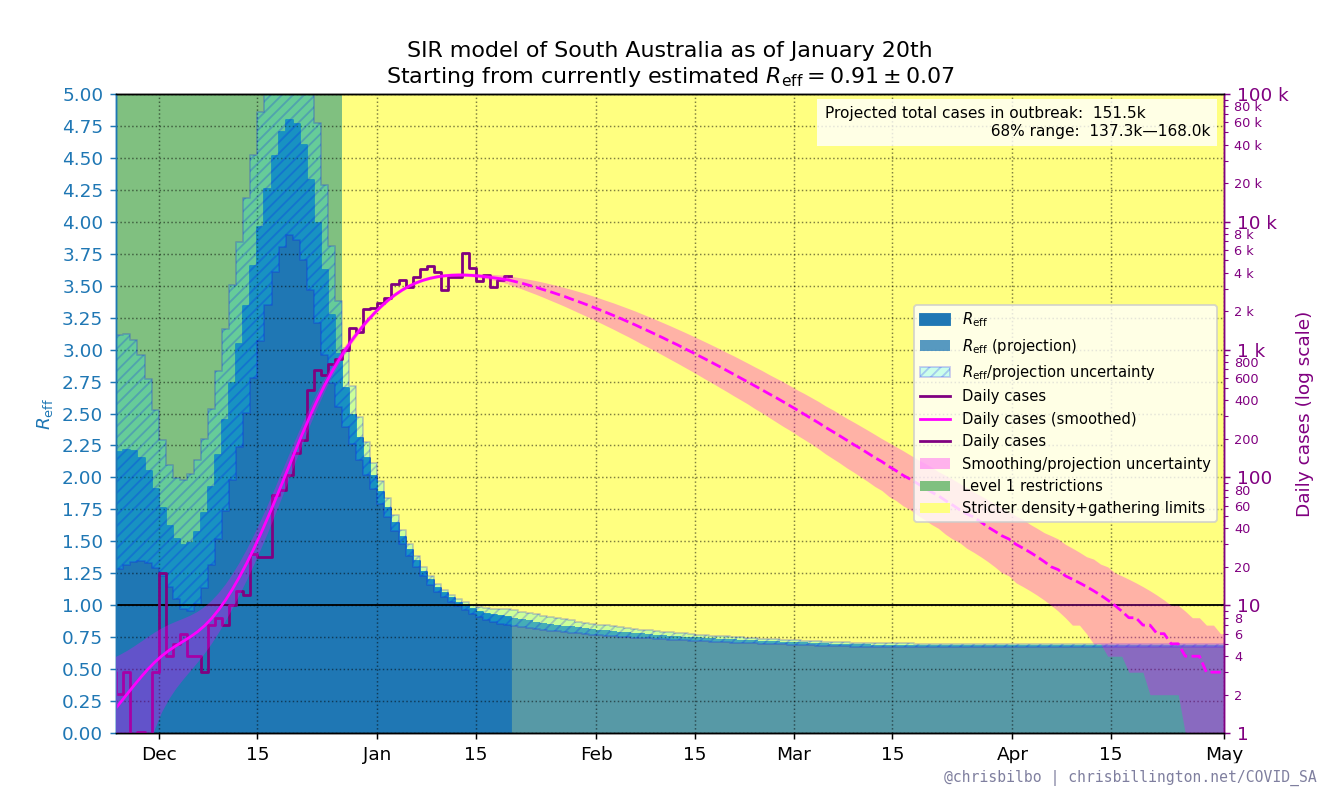 SIR model of South Australia as of January 20th
Starting from currently estimated R_eff = 0.91 ± 0.07
Projected total cases in outbreak: 151.5k
68% range: 137.3k—168.0k
5.00
4.75
4.50
4.25
4.00
3.75
3.50
3.25
3.00
2.75
2.50
2.25
2.00
1.75
1.50
1.25
1.00
0.75
0.50
0.25
0.00
R_eff
100 k
80 k
60 k
40 k
20 k
10 k
8 k
6 k
4 k
2 k
1 k
800
600
400
200
100
80
60
40
20
10
8
6
4
2
1
Daily cases (log scale)
R_eff
R_eff (projection)
R_eff/projection uncertainty
Daily cases
Daily cases (smoothed)
Daily cases
Smoothing/projection uncertainty
Level 1 restrictions
Stricter density+gathering limits
Dec 15 Jan 15 Feb 15 Mar 15 Apr 15 May
@chrisbilbo | chrisbillington.net/COVID_SA